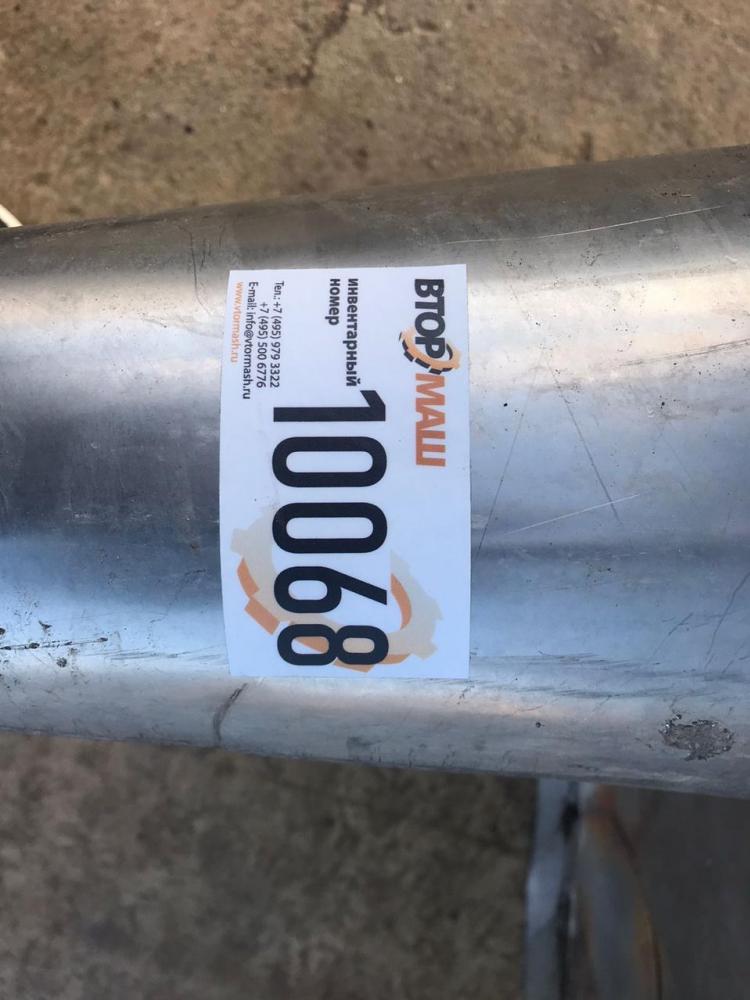 ВТОРМАШ
инвентарный
номер
10068
Тел.: +7 (495) 979 3322
+7 (495) 500 6776
E-mail: info@vtormash.ru
www.vtormash.ru